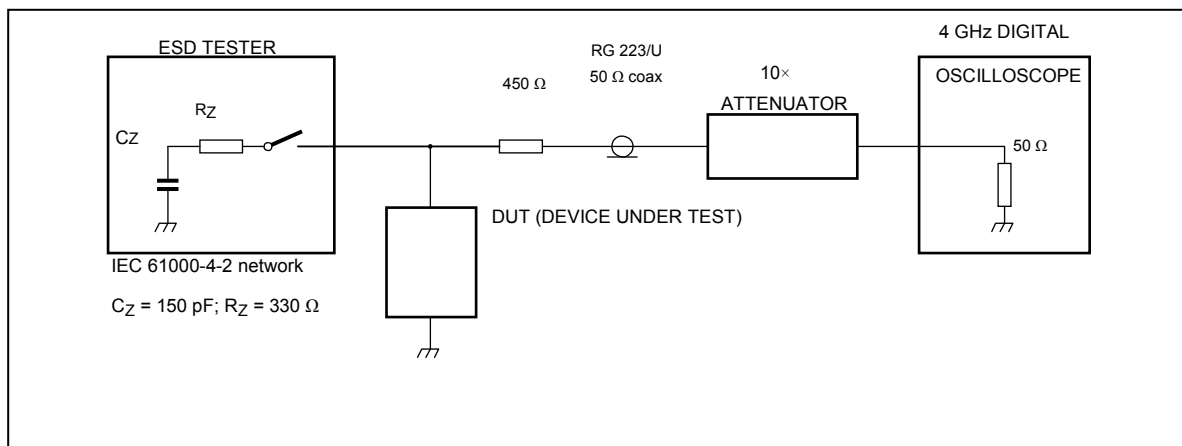 4 GHz DIGITAL
OSCILLOSCOPE
ESD TESTER
RG 223/U
50 Ω coax
450 Ω
10×
ATTENUATOR
RZ
CZ
50 Ω
DUT (DEVICE UNDER TEST)
IEC 61000-4-2 network
CZ = 150 pF; RZ = 330 Ω